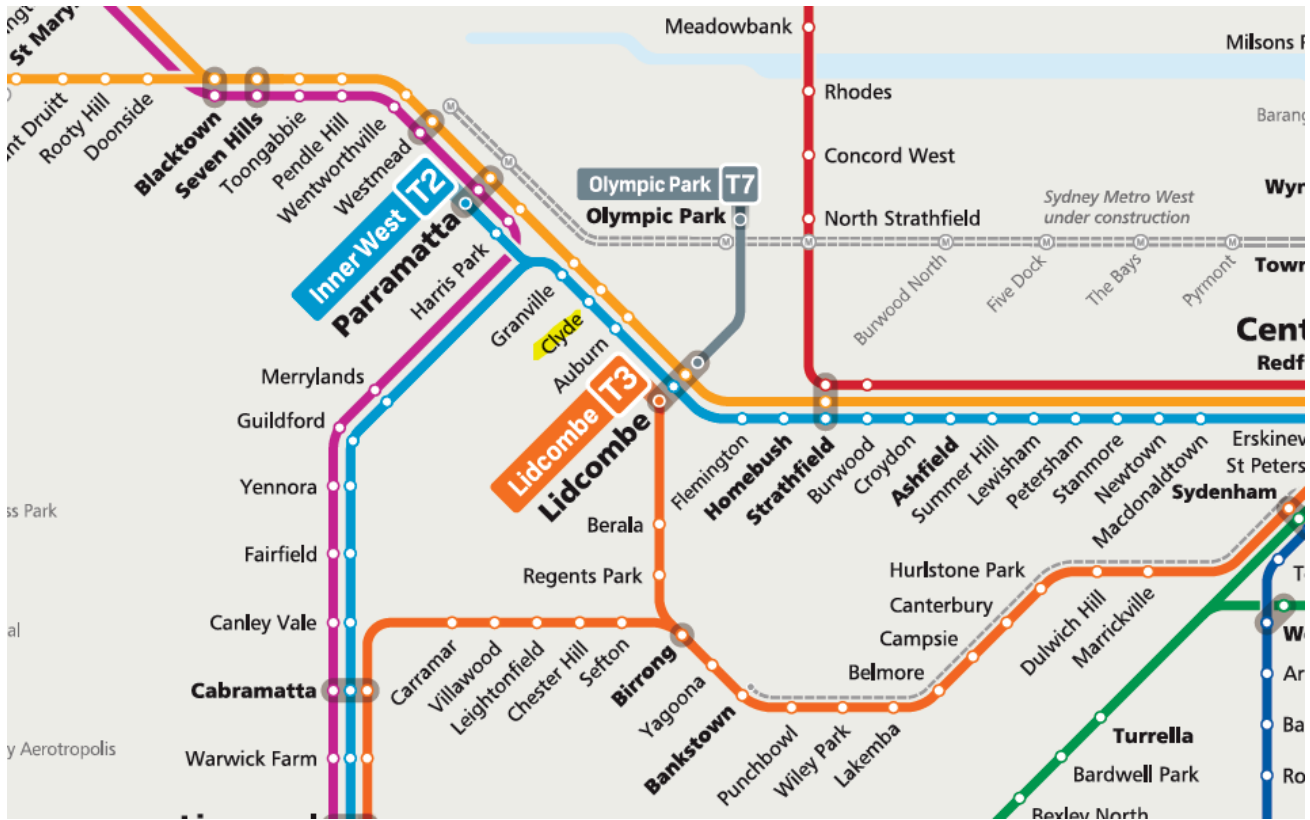 St Mary
Meadowbank
Milsons
Rhodes
Concord West
North Strathfield
Druitt
Rooty Hill
Doonside
Blacktown
Seven Hills
Toongabbie
Pendle Hill
Wentworthville
Westmead
Inner West T2
Parramatta
Harris Park
Granville
Clyde
Auburn
Olympic Park T7
Olympic Park
Sydney Metro West
under construction
Burwood North
Five Dock
The Bays
Pyrmont
Lidcombe T3
Lidcombe
Merrylands
Guildford
Yennora
Fairfield
Canley Vale
Cabramatta
Warwick Farm
Park
Aerotropolis
Flemington
Homebush
Strathfield
Burwood
Croydon
Ashfield
Summer Hill
Lewisham
Petersham
Stanmore
Newtown
Macdonaldtown
St Peters
Sydenham
Berala
Regents Park
Carramar
Villawood
Leightonfield
Chester Hill
Sefton
Birrong
Yagoona
Bankstown
Punchbowl
Wiley Park
Lakemba
Belmore
Campsie
Canterbury
Hurlstone Park
Dulwich Hill
Marrickville
Turrella
Bardwell Park
Bexley North